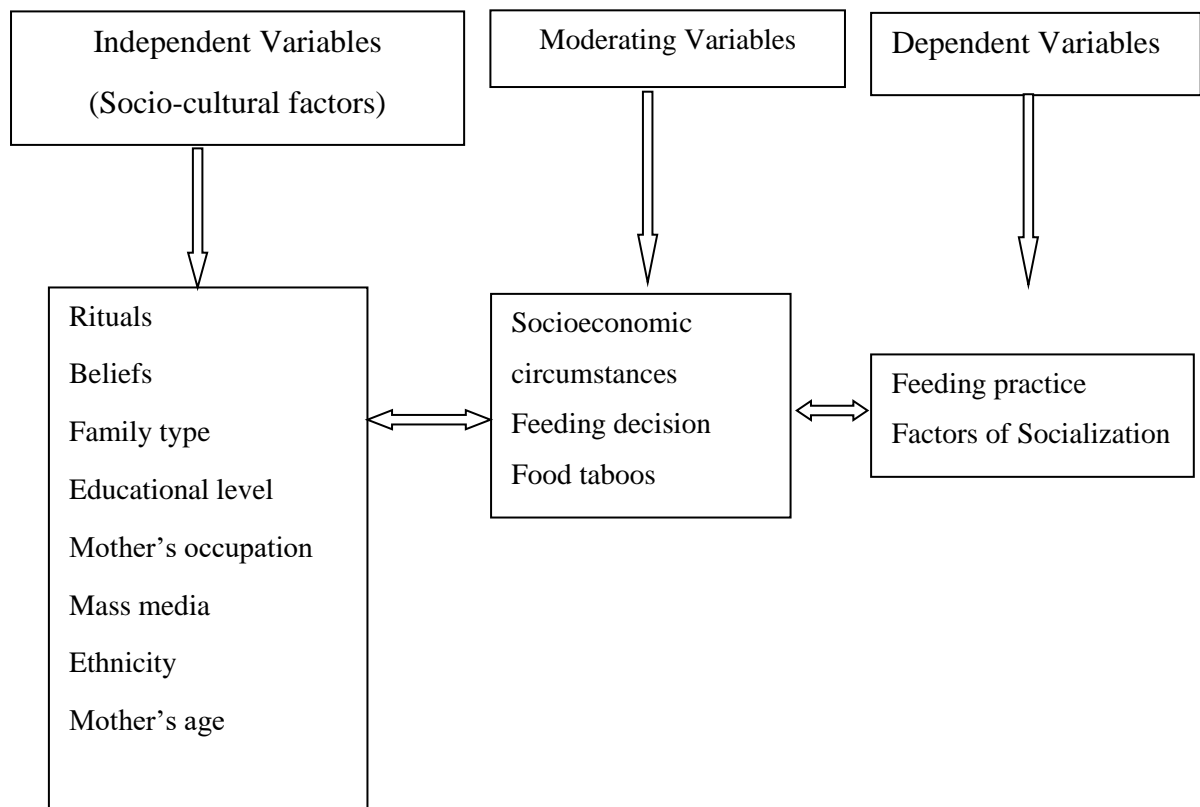 Independent Variables
(Socio-cultural factors)
Moderating Variables
Dependent Variables
Rituals
Beliefs
Family type
Educational level
Mother’s occupation
Mass media
Ethnicity
Mother’s age
Socioeconomic
circumstances
Feeding decision
Food taboos
Feeding practice
Factors of Socialization